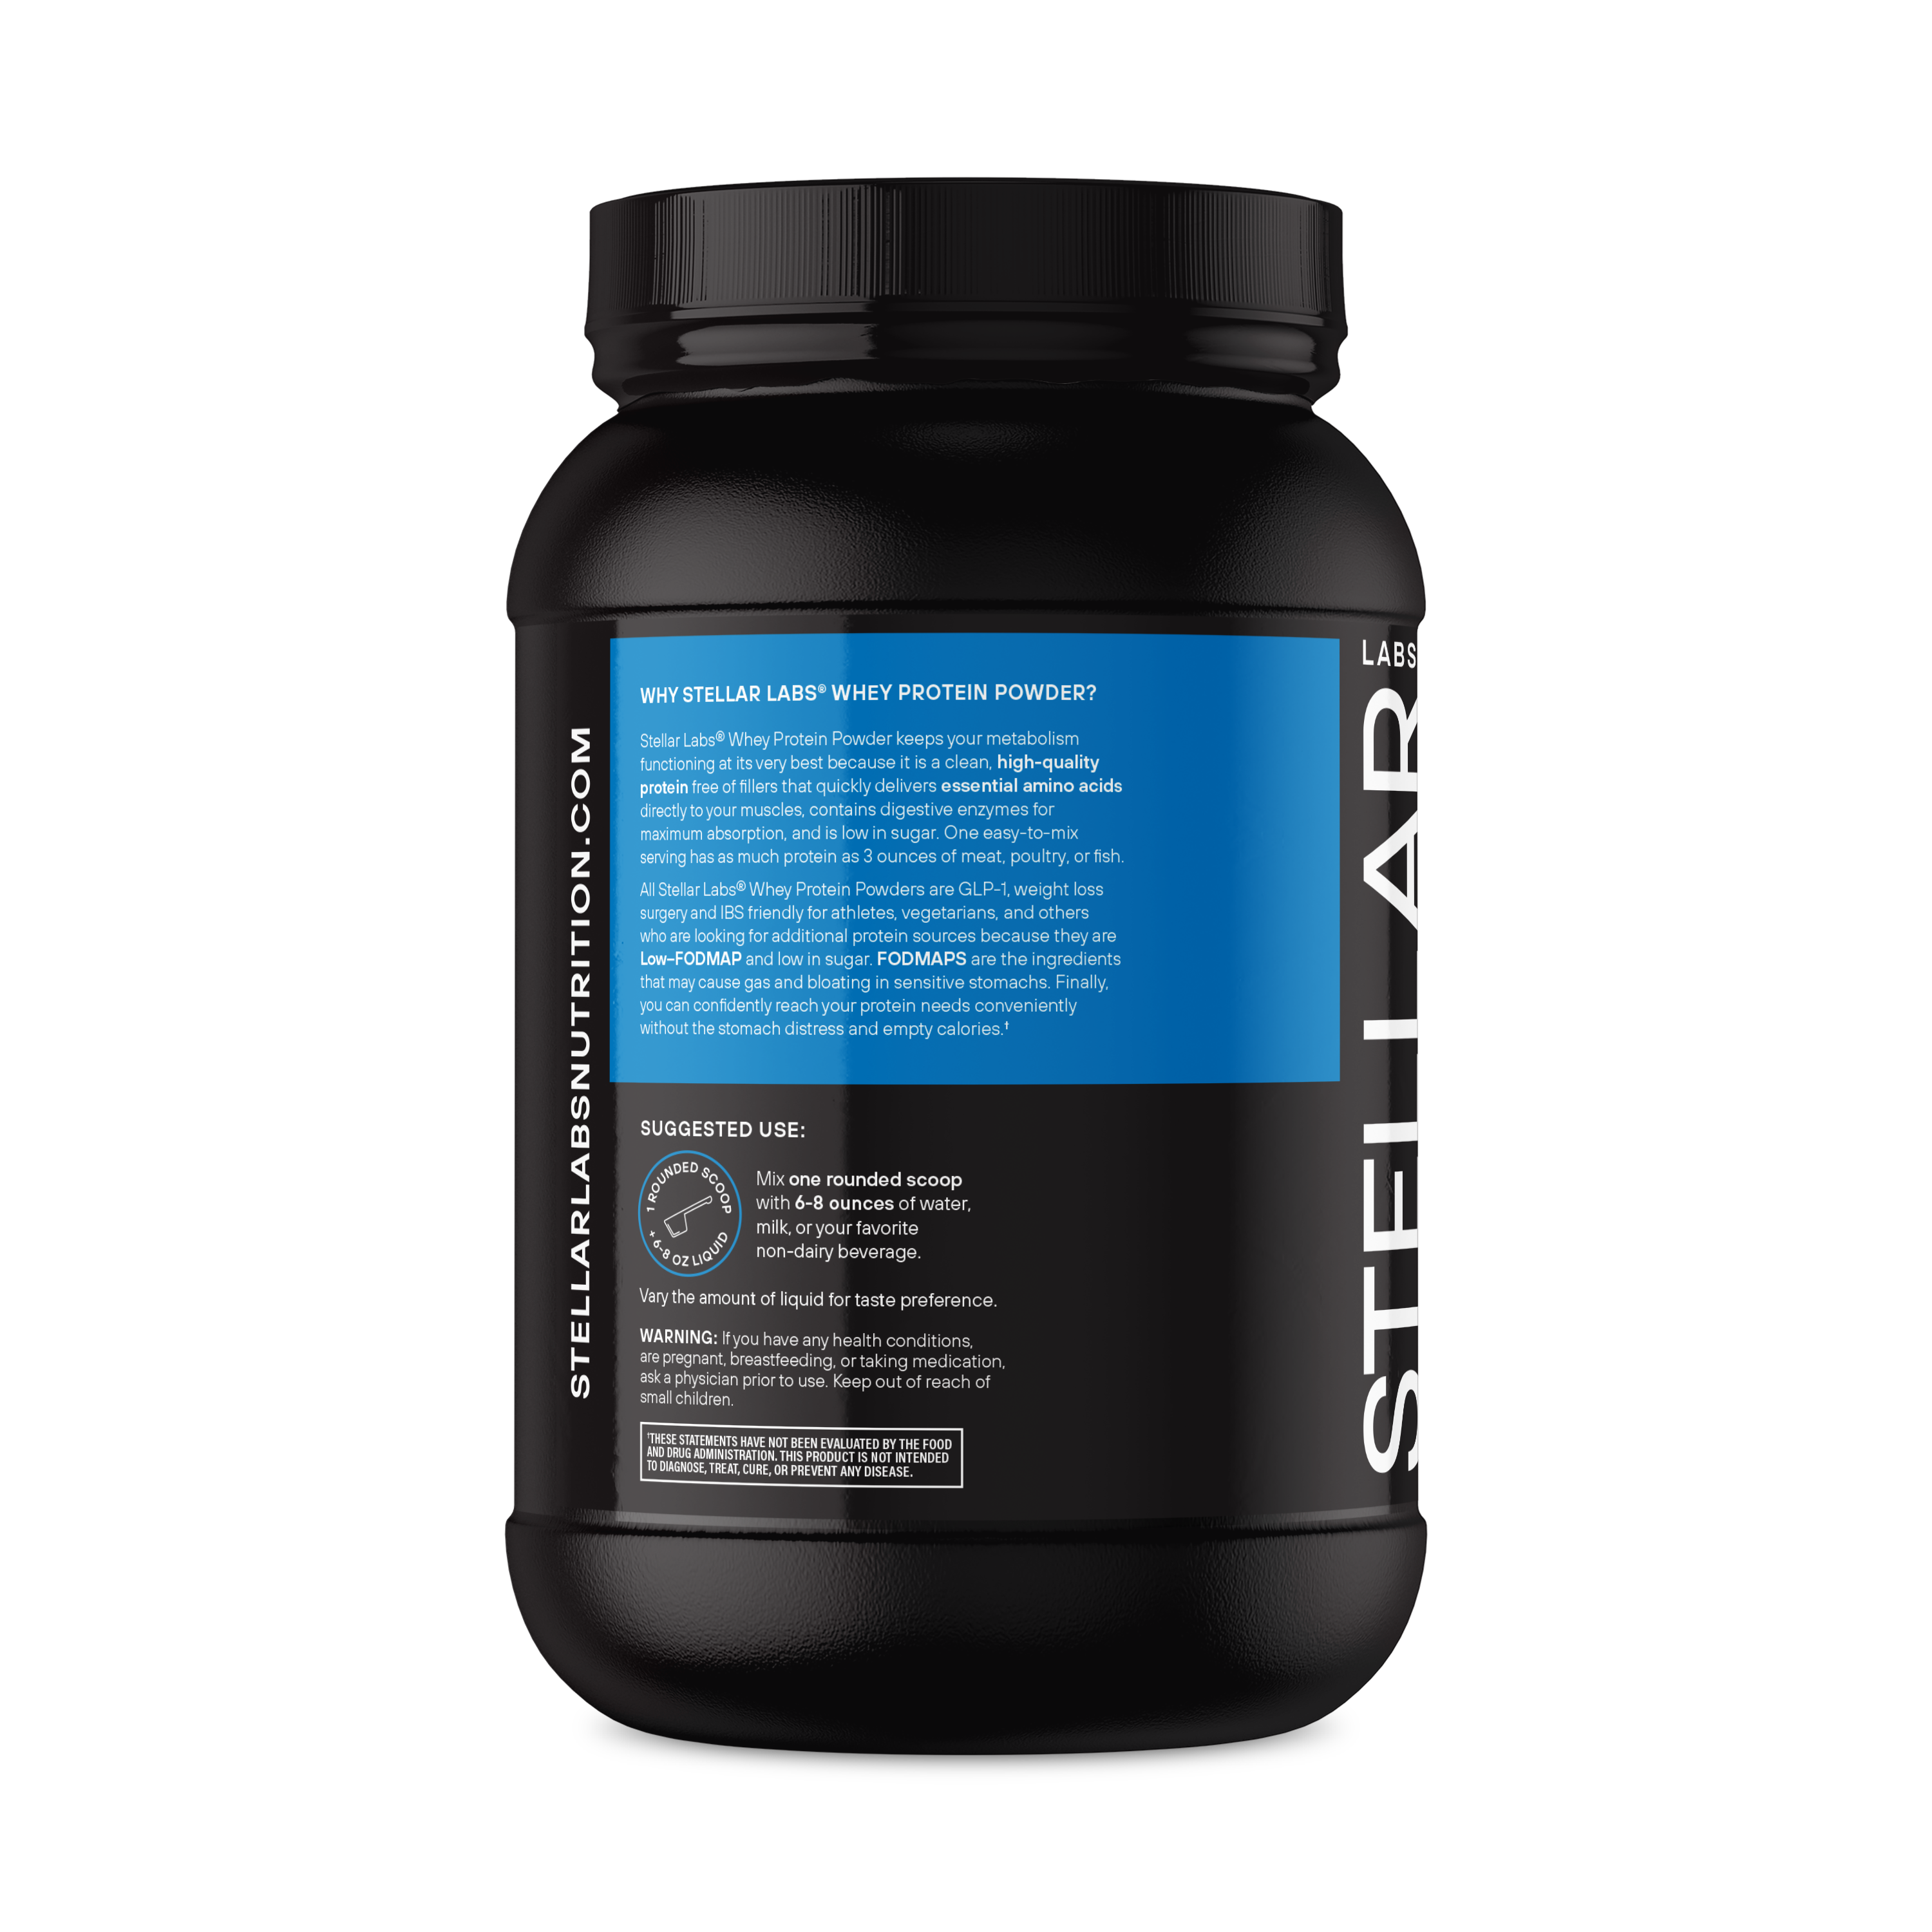 STELLARLABSNUTRITION.COM
WHY STELLAR LABS® WHEY PROTEIN POWDER?
Stellar Labs® Whey Protein Powder keeps your metabolism
functioning at its very best because it is a clean, high-quality
protein free of fillers that quickly delivers essential amino acids
directly to your muscles, contains digestive enzymes for
maximum absorption, and is low in sugar. One easy-to-mix
serving has as much protein as 3 ounces of meat, poultry, or fish.
All Stellar Labs® Whey Protein Powders are GLP-1, weight loss
surgery and IBS friendly for athletes, vegetarians, and others
who are looking for additional protein sources because they are
Low-FODMAP and low in sugar. FODMAPS are the ingredients
that may cause gas and bloating in sensitive stomachs. Finally,
you can confidently reach your protein needs conveniently
without the stomach distress and empty calories.†
SUGGESTED USE:
1 ROUNDED SCOOP
+ 6-8 OZ LIQUID
Mix one rounded scoop
with 6-8 ounces of water,
milk, or your favorite
non-dairy beverage.
Vary the amount of liquid for taste preference.
WARNING: If you have any health conditions,
are pregnant, breastfeeding, or taking medication,
ask a physician prior to use. Keep out of reach of
small children.
†THESE STATEMENTS HAVE NOT BEEN EVALUATED BY THE FOOD
AND DRUG ADMINISTRATION. THIS PRODUCT IS NOT INTENDED
TO DIAGNOSE, TREAT, CURE, OR PREVENT ANY DISEASE.
STELLAR
LABS